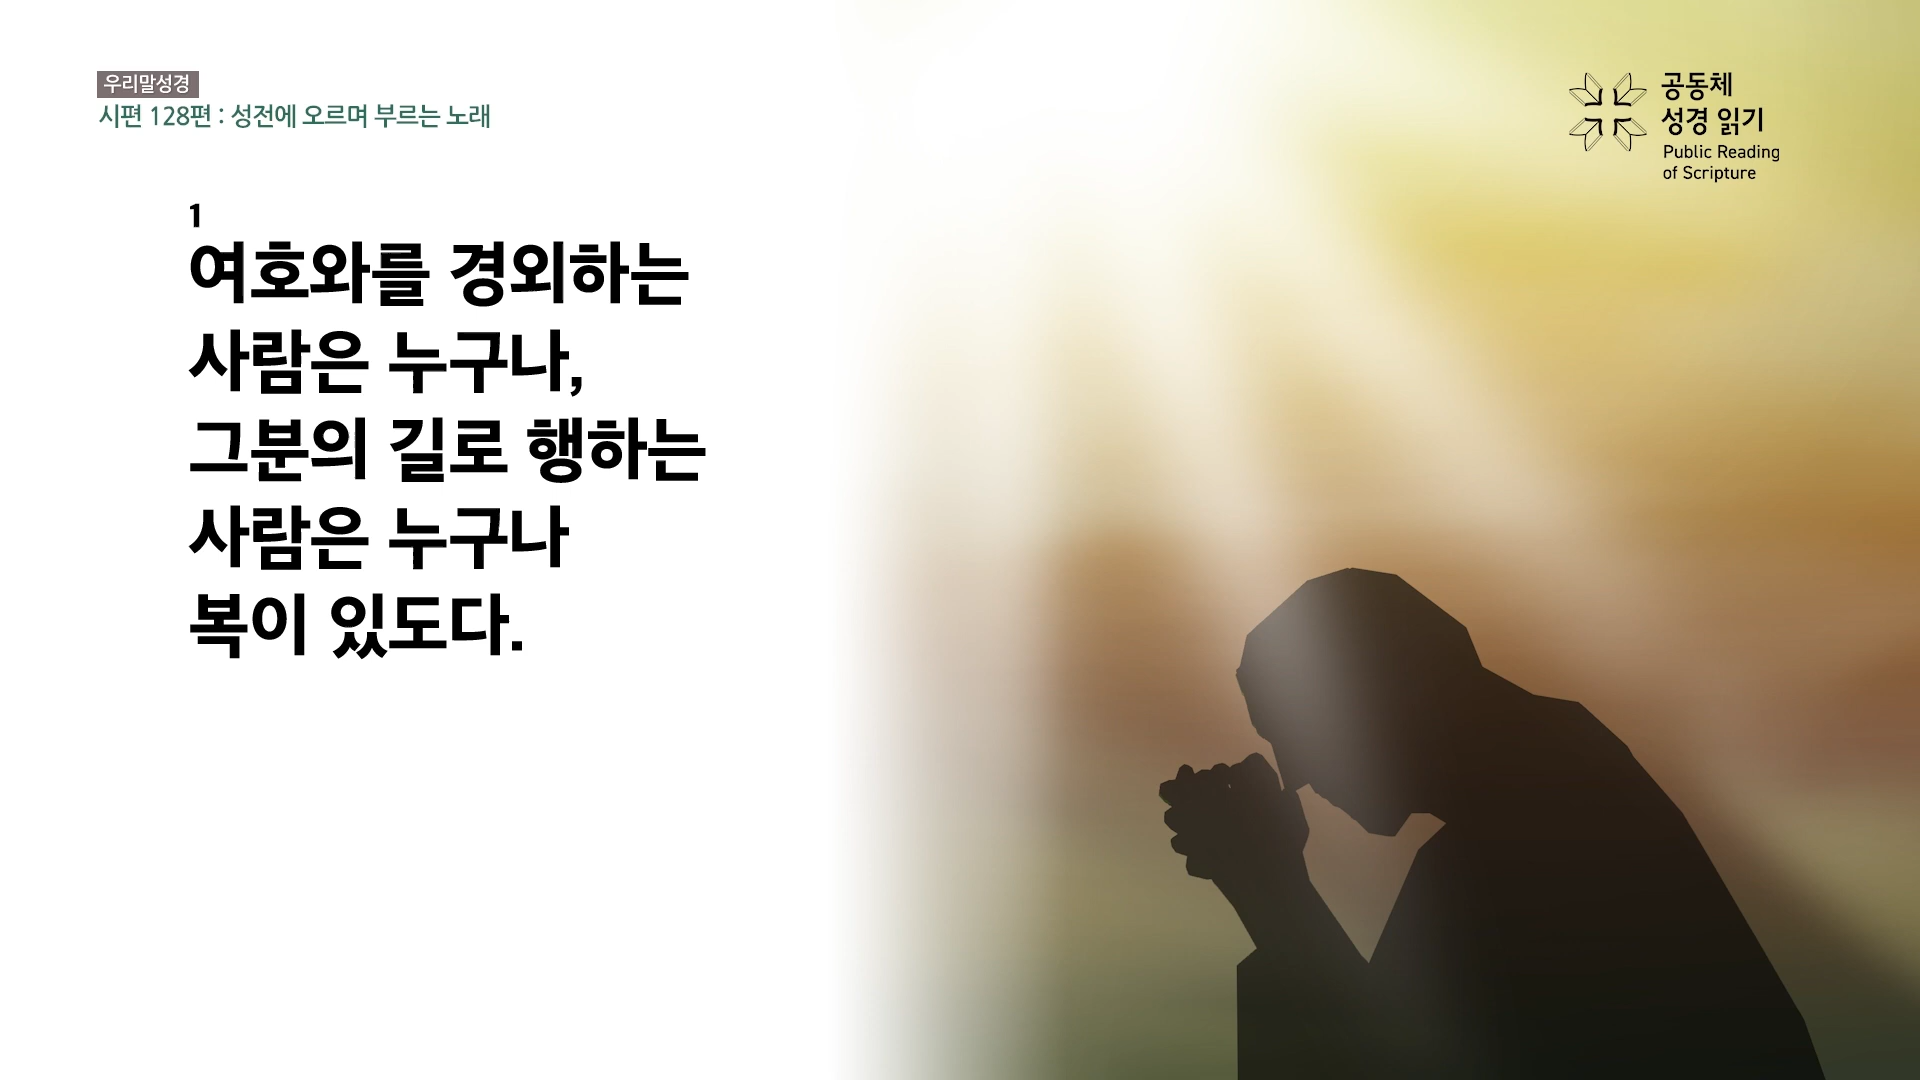 우리말성경
시편 128편 : 성전에 오르며 부르는 노래
공동체
성경 읽기
Public Reading
of Scripture
1
여호와를 경외하는
사람은 누구나,
그분의 길로 행하는
사람은 누구나
복이 있도다.